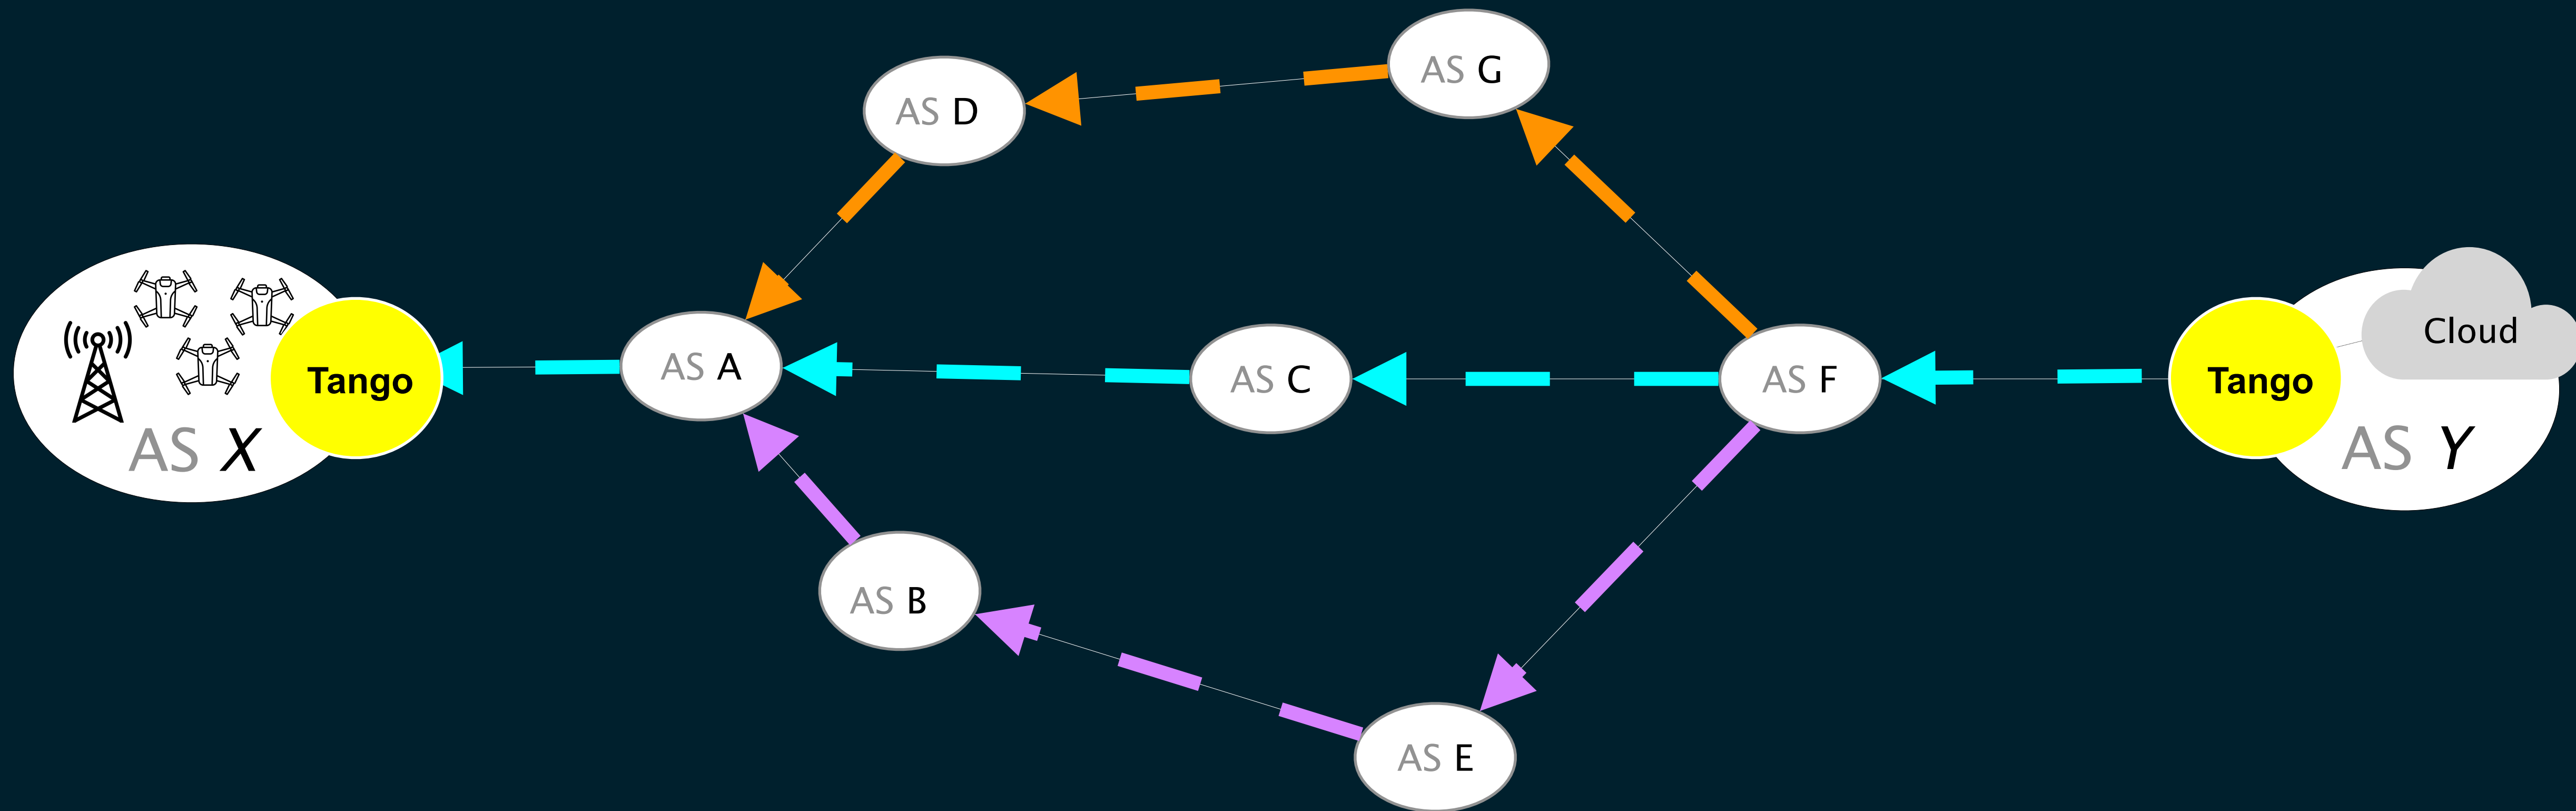 AS G
AS D
Cloud
AS A
AS C
AS F
Tango
Tango
AS X
AS Y
AS B
AS E